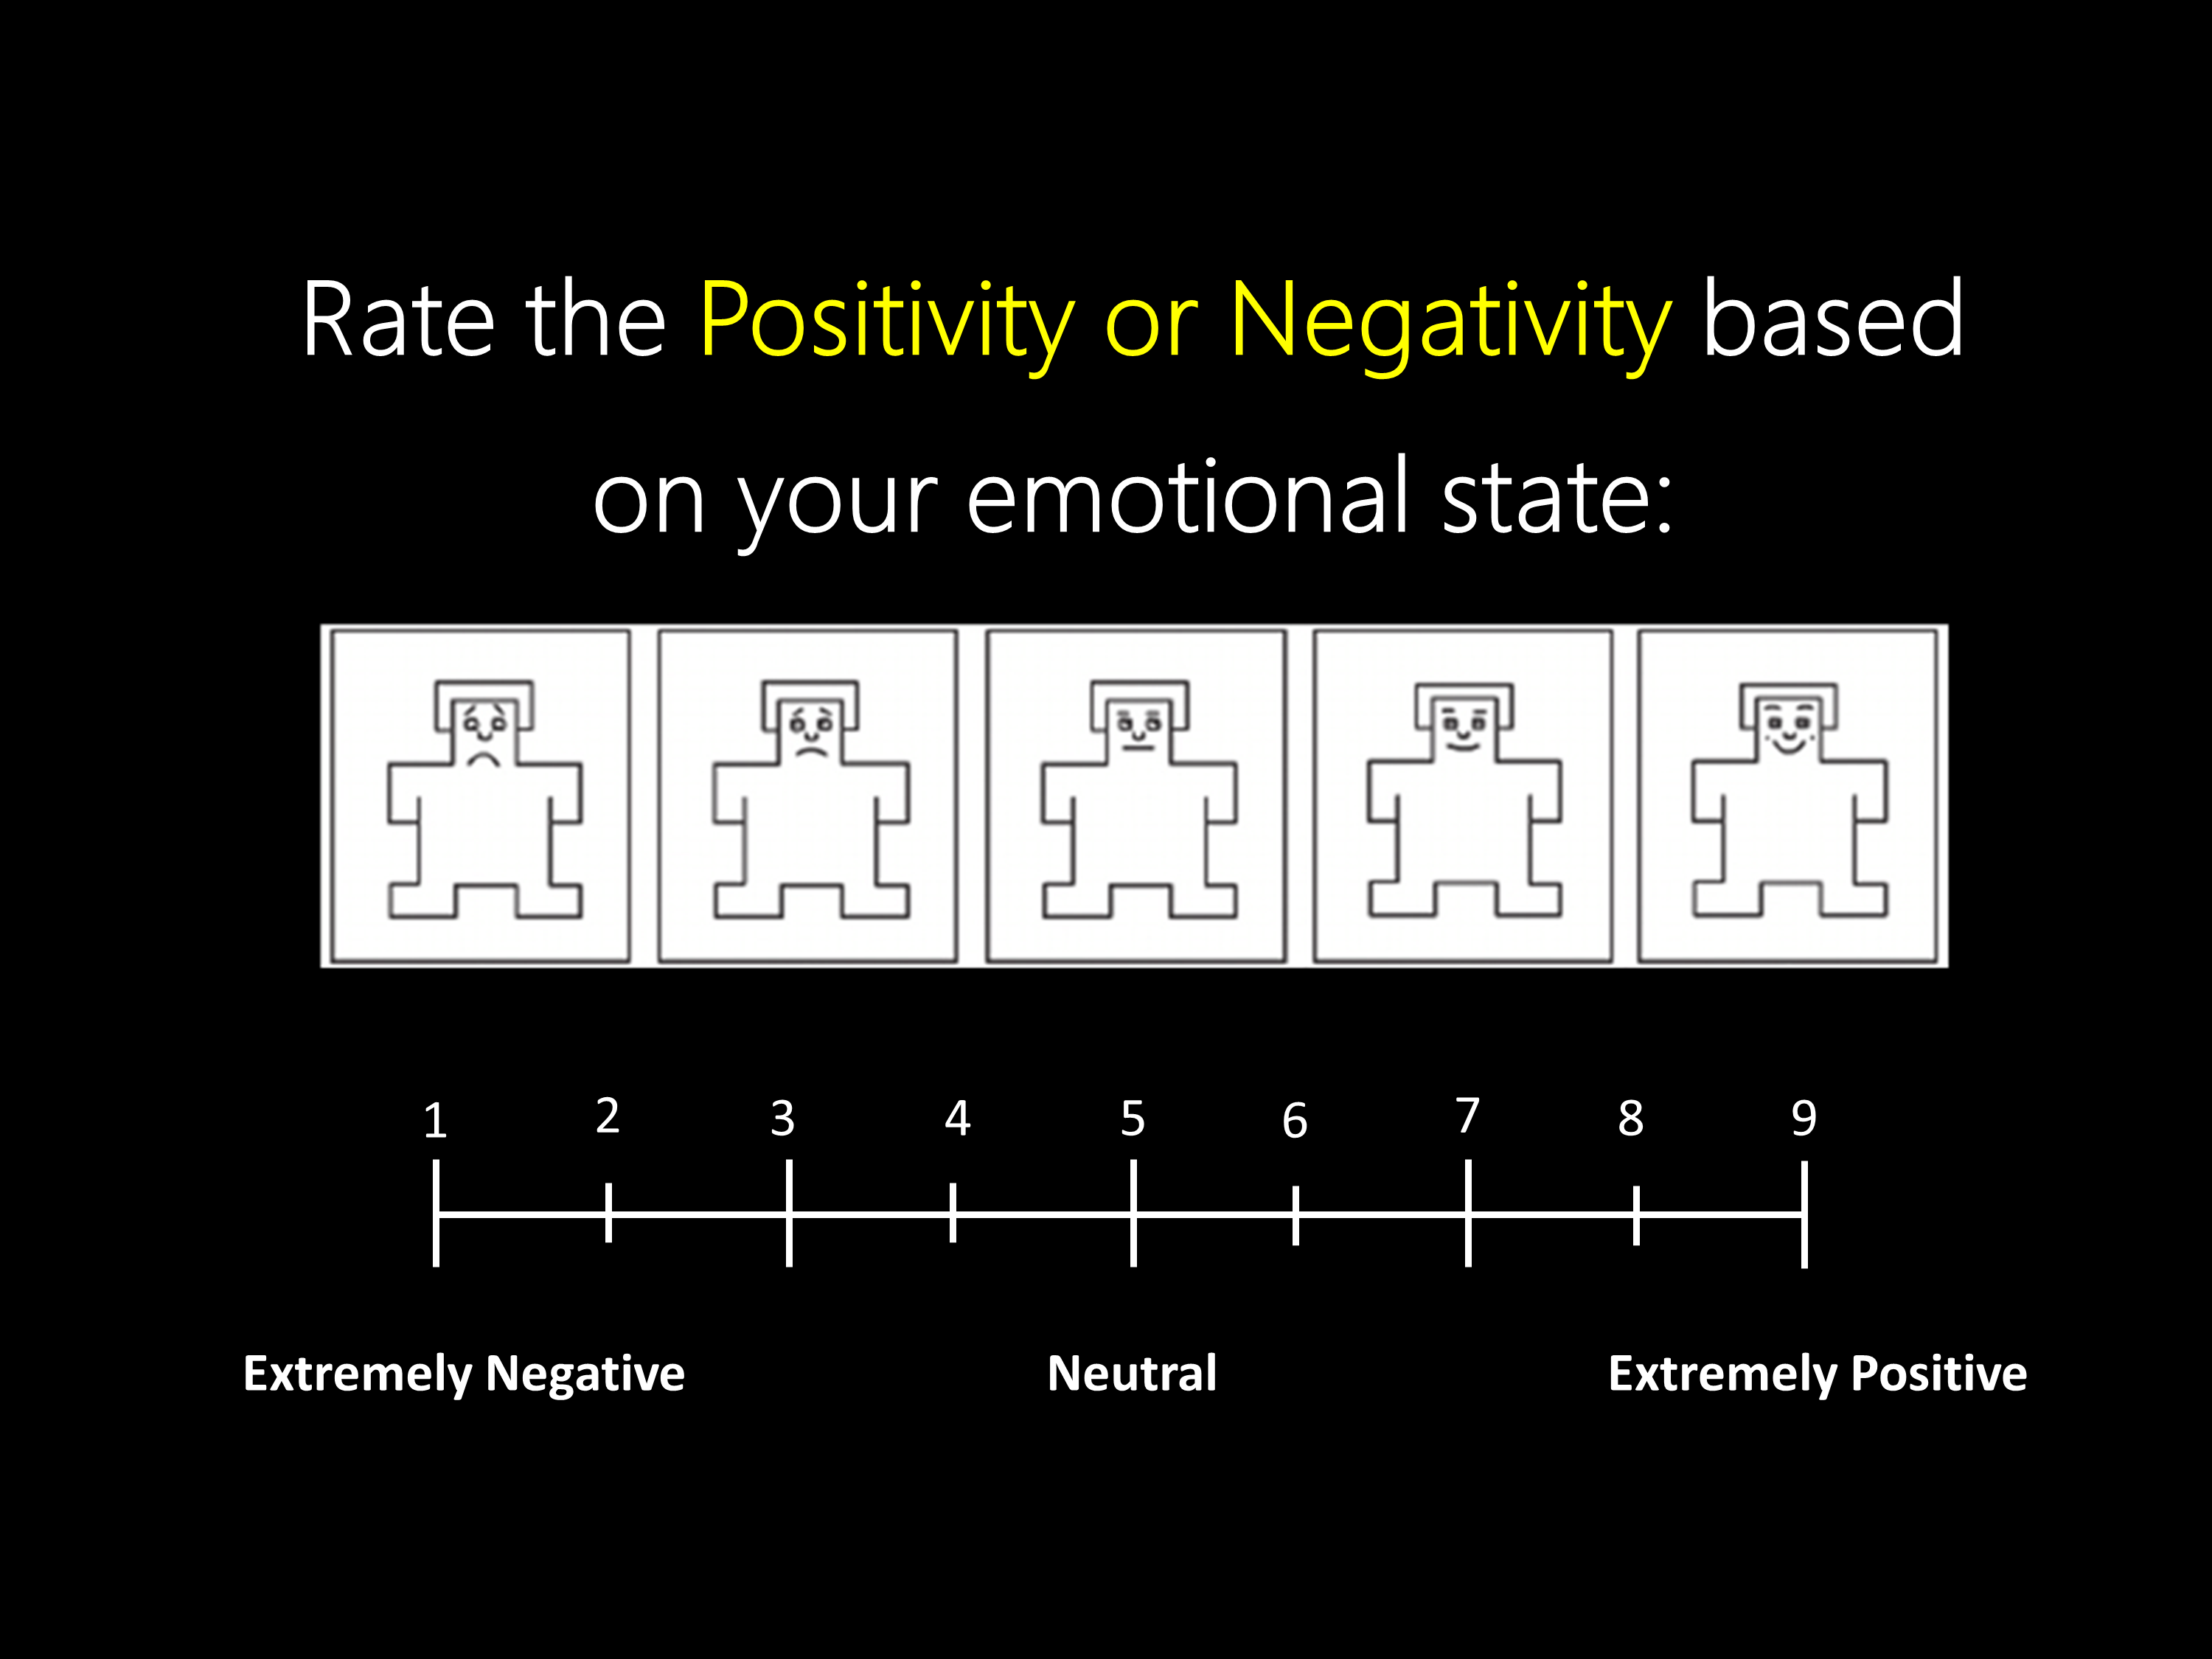 Rate the Positivity or Negativity based
on your emotional state:
1 2 3 4 5 6 7 8 9
Extremely Negative Neutral Extremely Positive